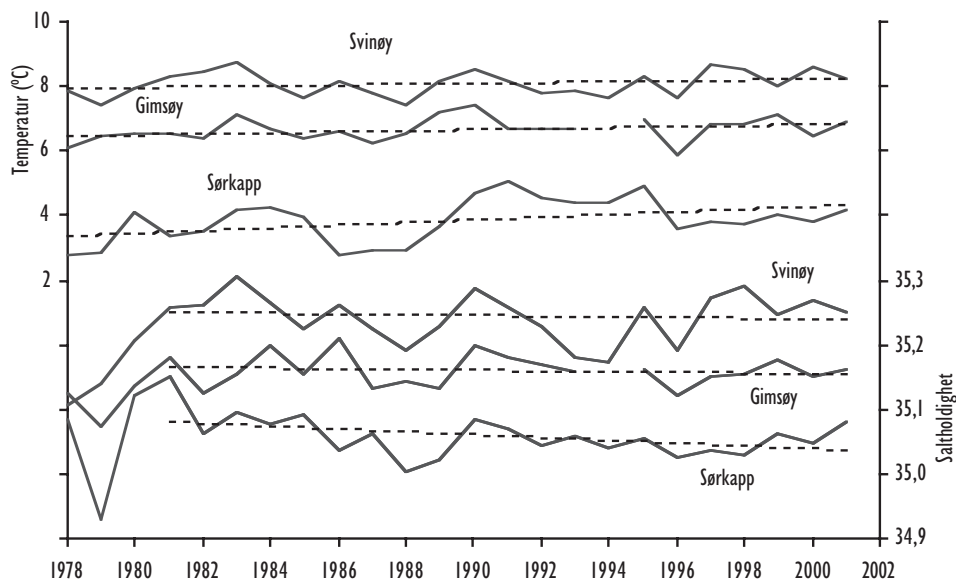 10
8
6
4
2
Temperatur (ºC)
Svinøy
Gimsøy
Sørkapp
Svinøy
Gimsøy
Sørkapp
35,3
35,2
35,1
35,0
34,9
Saltholdighet
1978 1980 1982 1984 1986 1988 1990 1992 1994 1996 1998 2000 2002